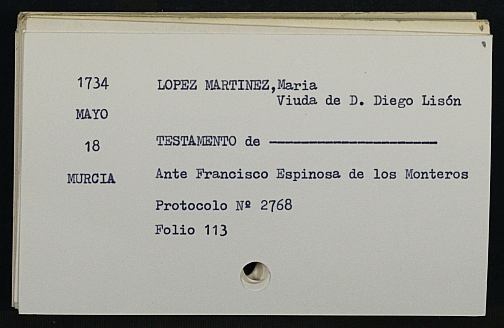 1734
LOPEZ MARTINEZ, Maria
Viuda de D. Diego Lisón
MAYO
18
TESTAMENTO de
MURCIA
Ante Francisco Espinosa de los Monteros
Protocolo Nº 2768
Folio 113